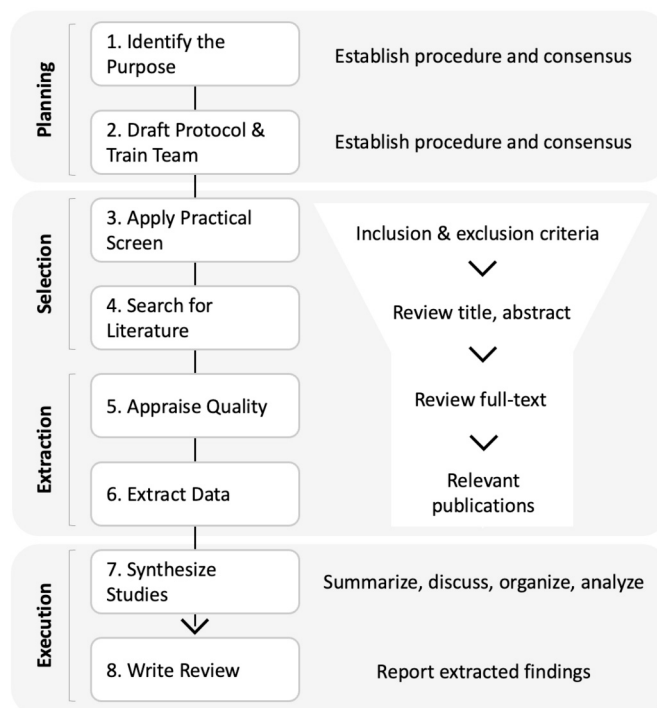 Planning
1. Identify the
Purpose
Establish procedure and consensus
2. Draft Protocol &
Train Team
Establish procedure and consensus
Selection
3. Apply Practical
Screen
Inclusion & exclusion criteria
4. Search for
Literature
Review title, abstract
Extraction
5. Appraise Quality
Review full-text
6. Extract Data
Relevant
publications
Execution
7. Synthesize
Studies
Summarize, discuss, organize, analyze
8. Write Review
Report extracted findings